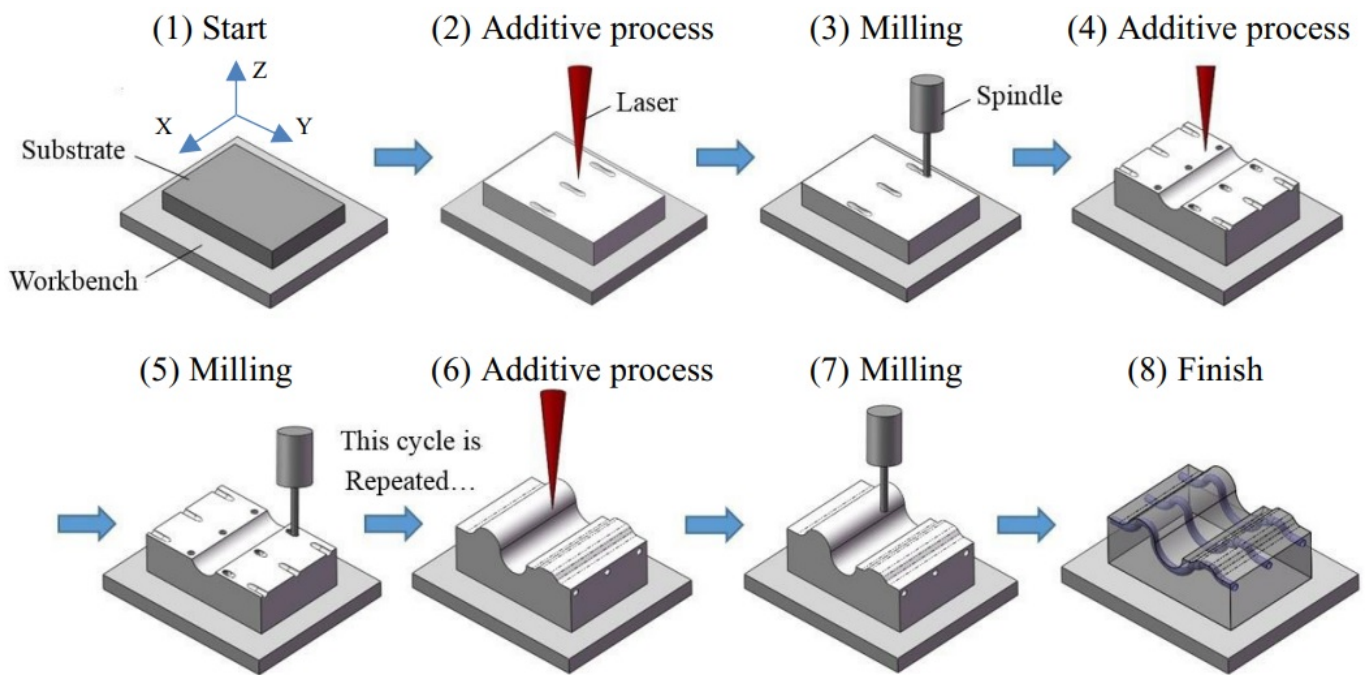 (1) Start
(2) Additive process
(3) Milling
(4) Additive process
Z
X
Y
Substrate
Workbench
Laser
Spindle
(5) Milling
(6) Additive process
(7) Milling
(8) Finish
This cycle is
Repeated…